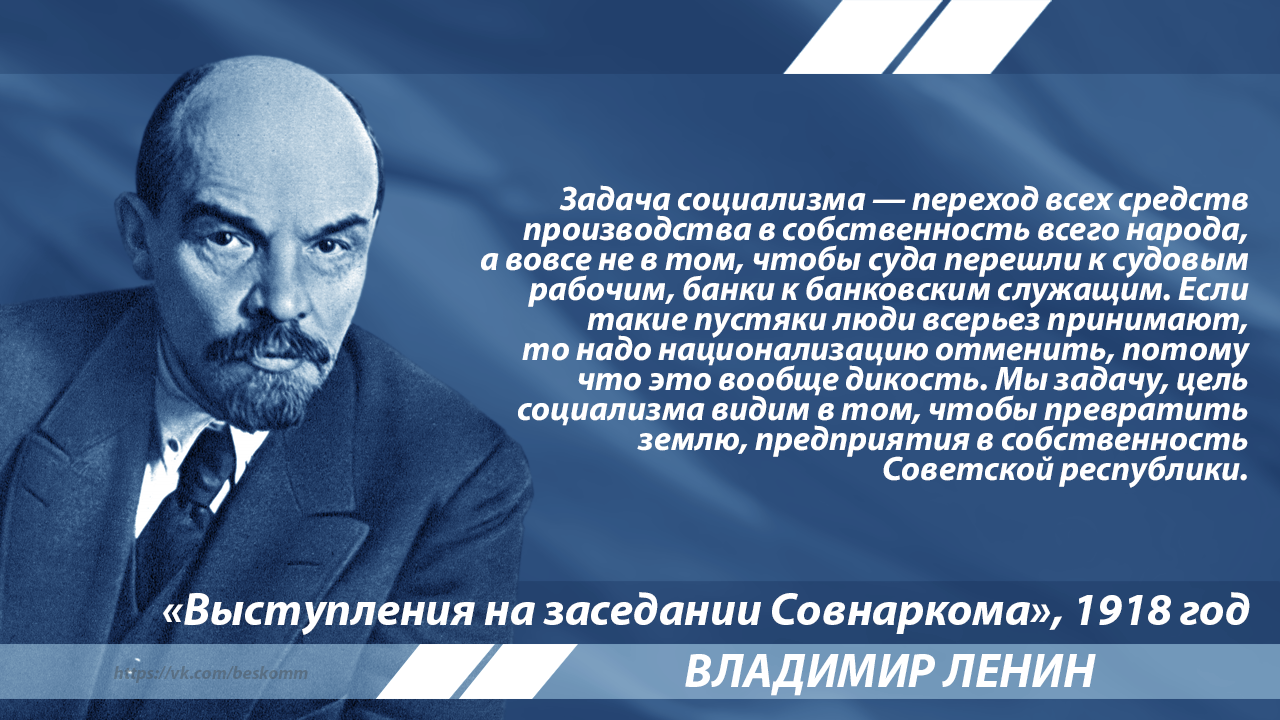 Задача социализма — переход всех средств
производства в собственность всего народа,
а вовсе не в том, чтобы суда перешли к судовым
рабочим, банки к банковским служащим. Если
такие пустяки люди всерьез принимают,
то надо национализацию отменить, потому
что это вообще дикость. Мы задачу, цель
социализма видим в том, чтобы превратить
землю, предприятия в собственность
Советской республики.
«Выступления на заседании Совнаркома», 1918 год
ВЛАДИМИР ЛЕНИН
https://vk.com/beskomm